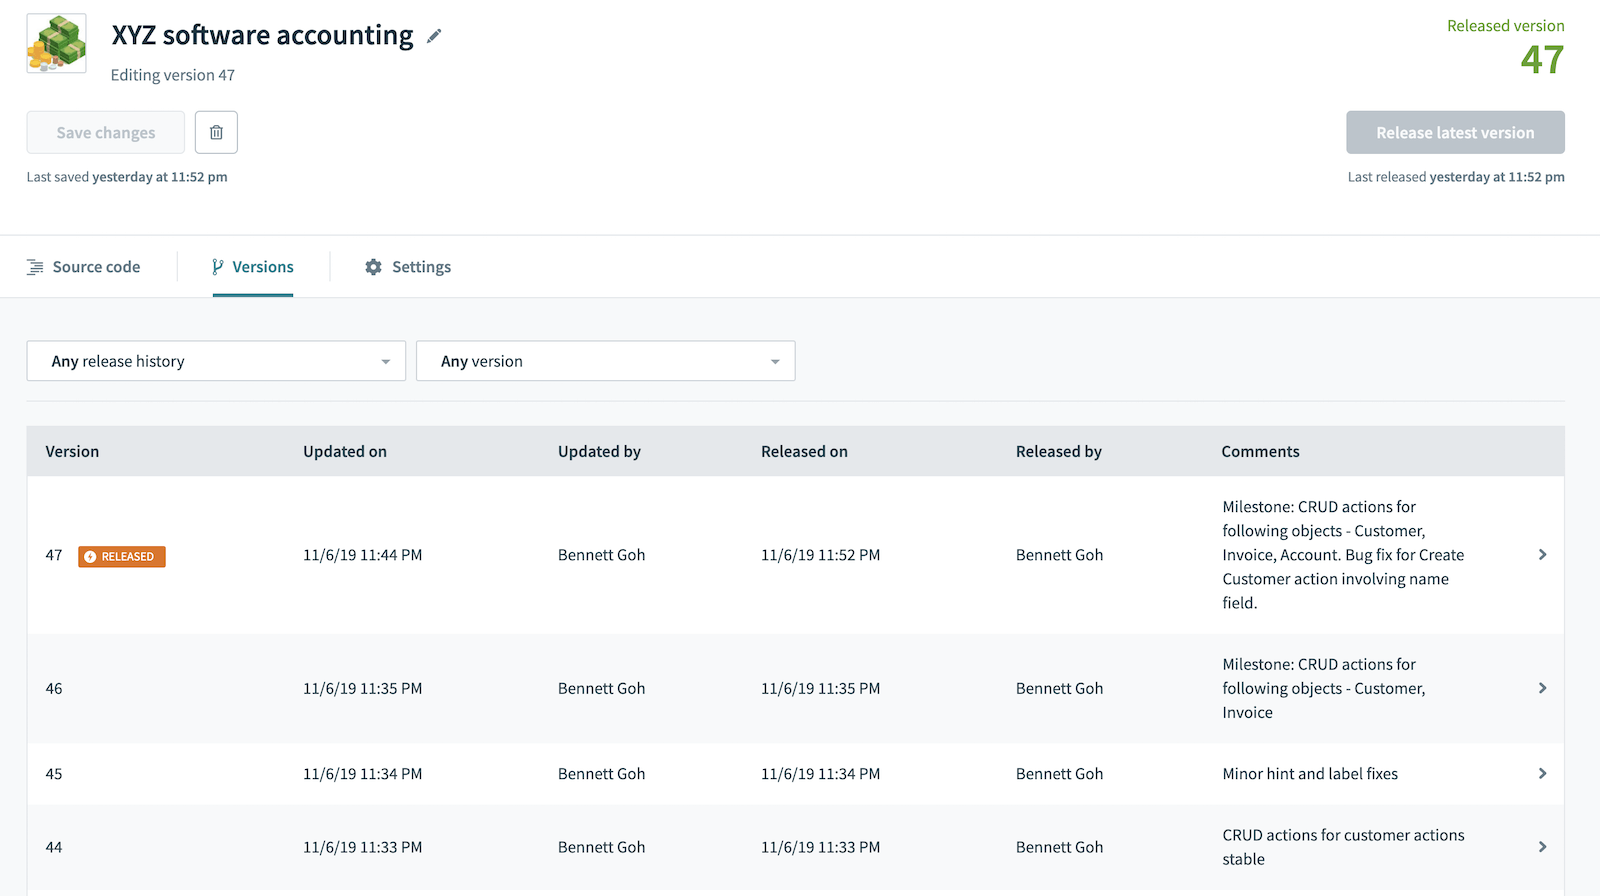 XYZ software accounting
Editing version 47
Released version
47
Save changes
Release latest version
Last saved yesterday at 11:52 pm
Last released yesterday at 11:52 pm
Source code
Versions
Settings
Any release history
Any version
Version Updated on Updated by Released on Released by Comments
47 RELEASED 11/6/19 11:44 PM Bennett Goh 11/6/19 11:52 PM Bennett Goh
Milestone: CRUD actions for
following objects - Customer,
Invoice, Account. Bug fix for Create
Customer action involving name
field.
46 11/6/19 11:35 PM Bennett Goh 11/6/19 11:35 PM Bennett Goh
Milestone: CRUD actions for
following objects - Customer,
Invoice
45 11/6/19 11:34 PM Bennett Goh 11/6/19 11:34 PM Bennett Goh Minor hint and label fixes
44 11/6/19 11:33 PM Bennett Goh 11/6/19 11:33 PM Bennett Goh
CRUD actions for customer actions
stable